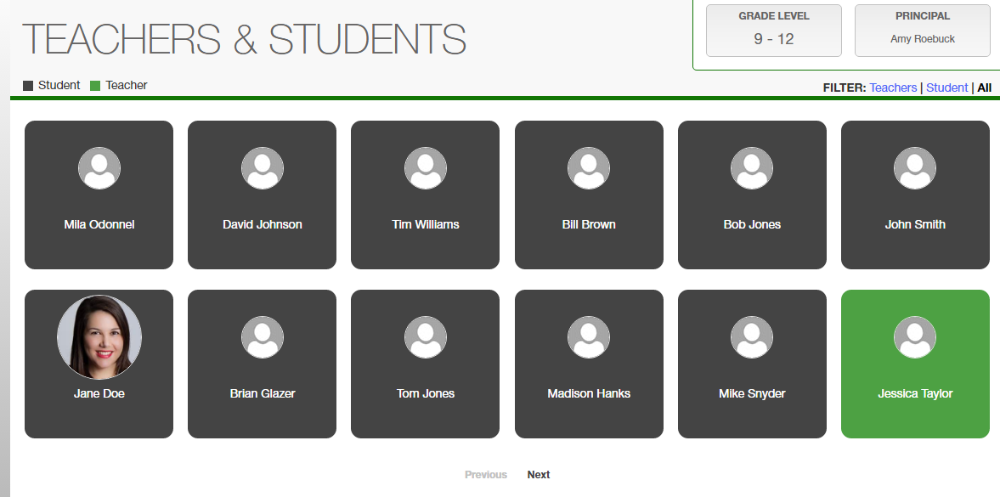 TEACHERS & STUDENTS
GRADE LEVEL
9 - 12
PRINCIPAL
Amy Roebuck
Student Teacher
FILTER: Teachers | Student | All
Mila Odonnel
David Johnson
Tim Williams
Bill Brown
Bob Jones
John Smith
Jane Doe
Brian Glazer
Tom Jones
Madison Hanks
Mike Snyder
Jessica Taylor
Previous Next